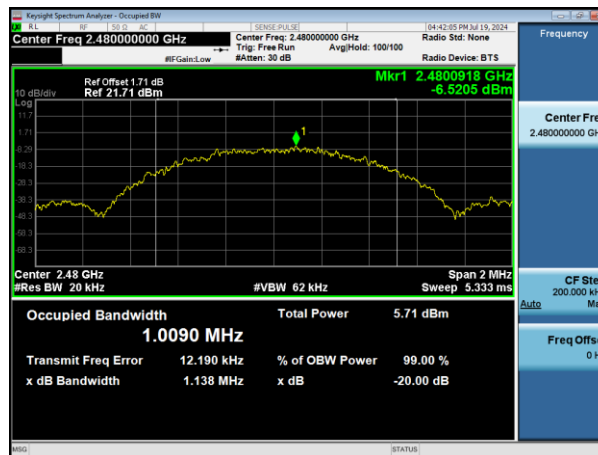 Keysight Spectrum Analyzer - Occupied BW
RL RF 50 Ω AC SENSE:PULSE 04:42:05 PM Jul 19, 2024
Center Freq 2.480000000 GHz Center Freq: 2.480000000 GHz Radio Std: None
Trig: Free Run Avg|Hold: 100/100
#IFGain:Low #Atten: 30 dB Radio Device: BTS
Frequency
Mkr1 2.4800918 GHz
Ref Offset 1.71 dB
10 dB/div Ref 21.71 dBm -6.5205 dBm
Log
11.7
1
1.71
-8.29
-18.3
-28.3
-38.3
-48.3
-58.3
-68.3
Center Fre
2.480000000 GH
Center 2.48 GHz Span 2 MHz
#Res BW 20 kHz #VBW 62 kHz Sweep 5.333 ms
CF Ste
200.000 kH
Auto Ma
Occupied Bandwidth Total Power 5.71 dBm
1.0090 MHz
Transmit Freq Error 12.190 kHz % of OBW Power 99.00 %
x dB Bandwidth 1.138 MHz x dB -20.00 dB
Freq Offs
0 H
MSG STATUS